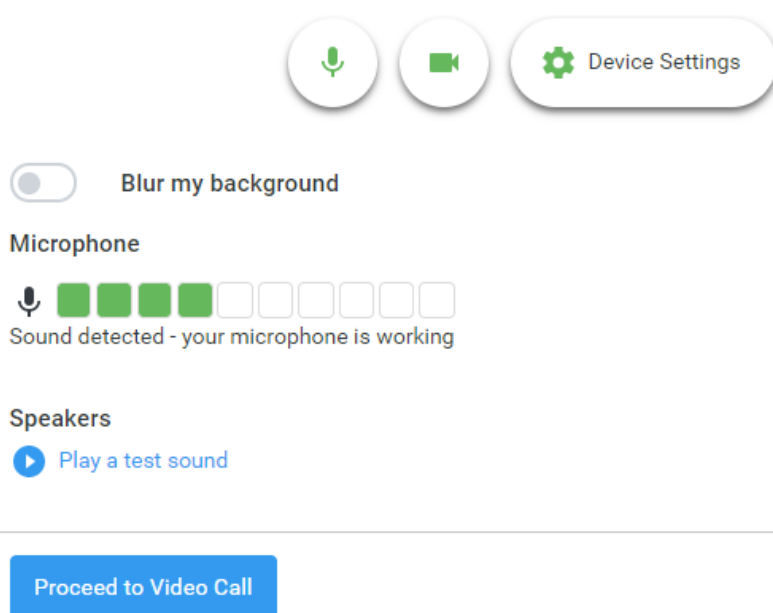 Device Settings
Blur my background
Microphone
Sound detected - your microphone is working
Speakers
Play a test sound
Proceed to Video Call